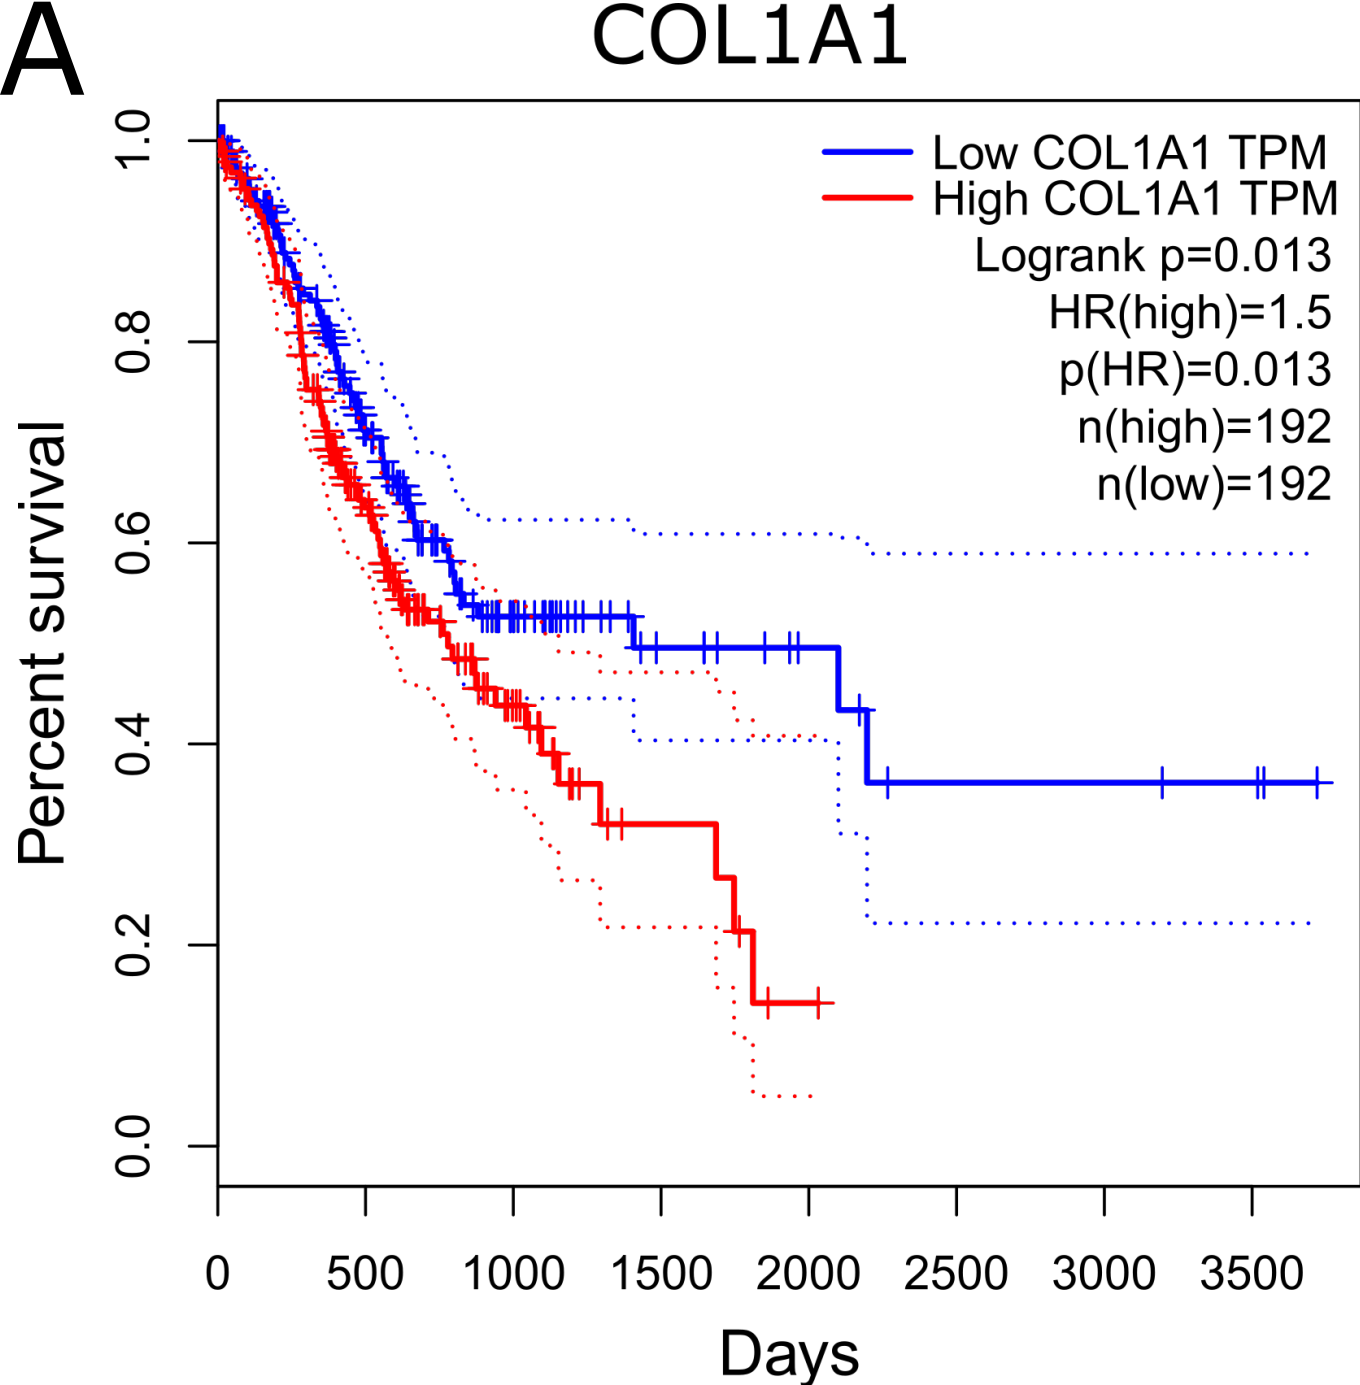 A
COL1A1
Low COL1A1 TPM
High COL1A1 TPM
Logrank p=0.013
HR(high)=1.5
p(HR)=0.013
n(high)=192
n(low)=192
Percent survival
1.0
0.8
0.6
0.4
0.2
0.0
0 500 1000 1500 2000 2500 3000 3500
Days